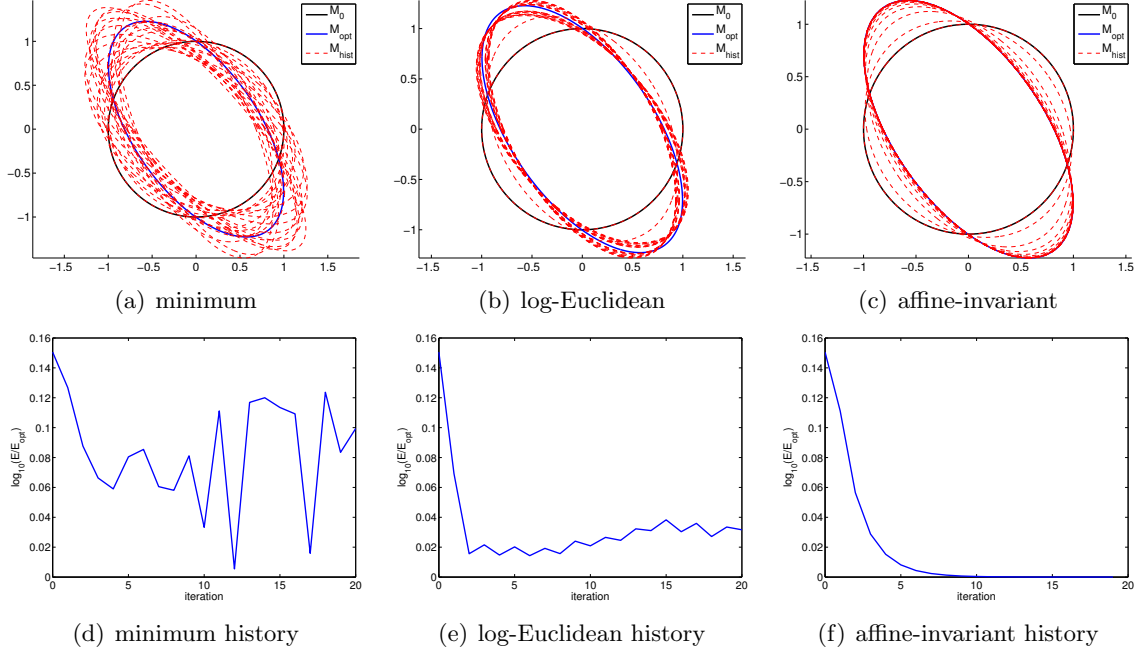 M0
Mopt
Mhist
1
0.5
0
−0.5
−1
−1.5 −1 −0.5 0 0.5 1 1.5
(a) minimum
M0
Mopt
Mhist
1
0.5
0
−0.5
−1
−1.5 −1 −0.5 0 0.5 1 1.5
(b) log-Euclidean
M0
Mopt
Mhist
1
0.5
0
−0.5
−1
−1.5 −1 −0.5 0 0.5 1 1.5
(c) affine-invariant
0.16
0.14
0.12
0.1
0.08
0.06
0.04
0.02
0
log10(E/Eopt)
0 5 10 15 20
iteration
(d) minimum history
0.16
0.14
0.12
0.1
0.08
0.06
0.04
0.02
0
log10(E/Eopt)
0 5 10 15 20
iteration
(e) log-Euclidean history
0.16
0.14
0.12
0.1
0.08
0.06
0.04
0.02
0
log10(E/Eopt)
0 5 10 15 20
iteration
(f) affine-invariant history